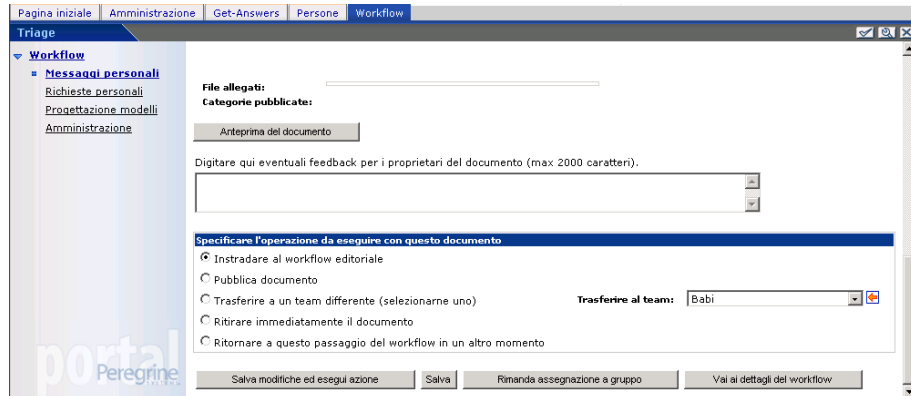 Pagina iniziale Amministrazione Get-Answers Persone Workflow
Triage
Workflow
Messaggi personali
Richieste personali
Progettazione modelli
Amministrazione
File allegati:
Categorie pubblicate:
Anteprima del documento
Digitare qui eventuali feedback per i proprietari del documento (max 2000 caratteri).
Specificare l'operazione da eseguire con questo documento
Instradare al workflow editoriale
Pubblica documento
Trasferire a un team differente (selezionarne uno) Trasferire al team: Babi
Ritirare immediatamente il documento
Ritornare a questo passaggio del workflow in un altro momento
Salva modifiche ed esegui azione Salva Rimanda assegnazione a gruppo Vai ai dettagli del workflow
portal
Peregrine
SYSTEMS